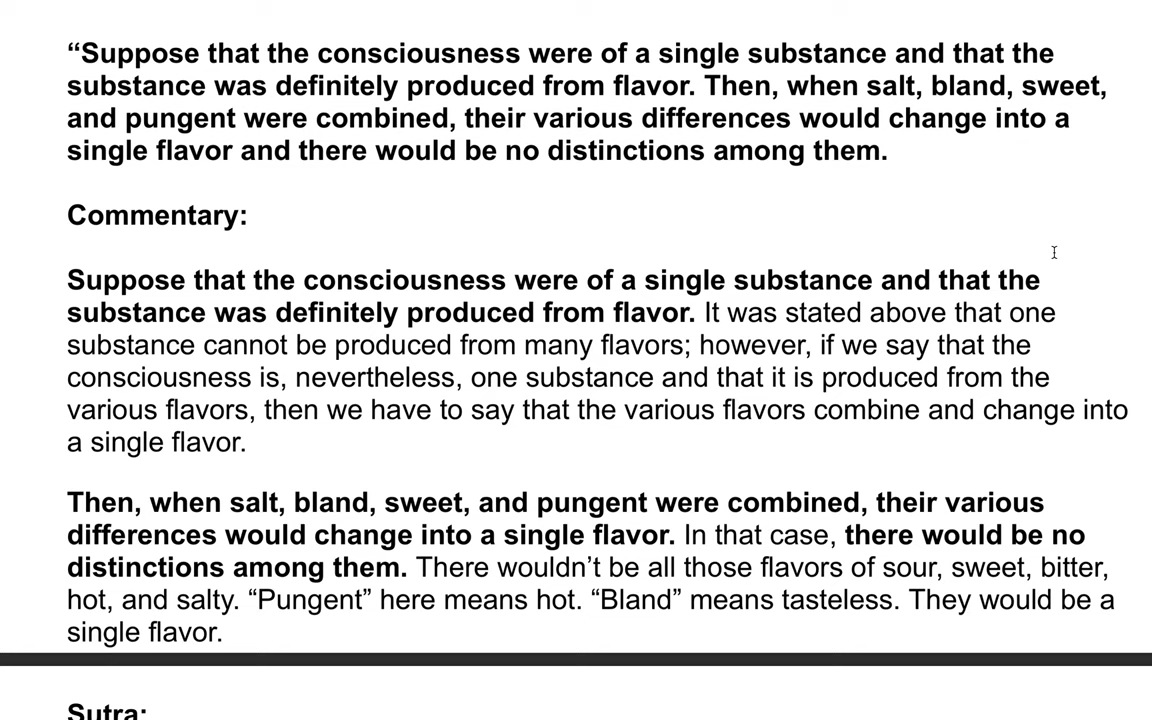 “Suppose that the consciousness were of a single substance and that the
substance was definitely produced from flavor. Then, when salt, bland, sweet,
and pungent were combined, their various differences would change into a
single flavor and there would be no distinctions among them.
Commentary:
Suppose that the consciousness were of a single substance and that the
substance was definitely produced from flavor. It was stated above that one
substance cannot be produced from many flavors; however, if we say that the
consciousness is, nevertheless, one substance and that it is produced from the
various flavors, then we have to say that the various flavors combine and change into
a single flavor.
Then, when salt, bland, sweet, and pungent were combined, their various
differences would change into a single flavor. In that case, there would be no
distinctions among them. There wouldn’t be all those flavors of sour, sweet, bitter,
hot, and salty. “Pungent” here means hot. “Bland” means tasteless. They would be a
single flavor.
Sutra: